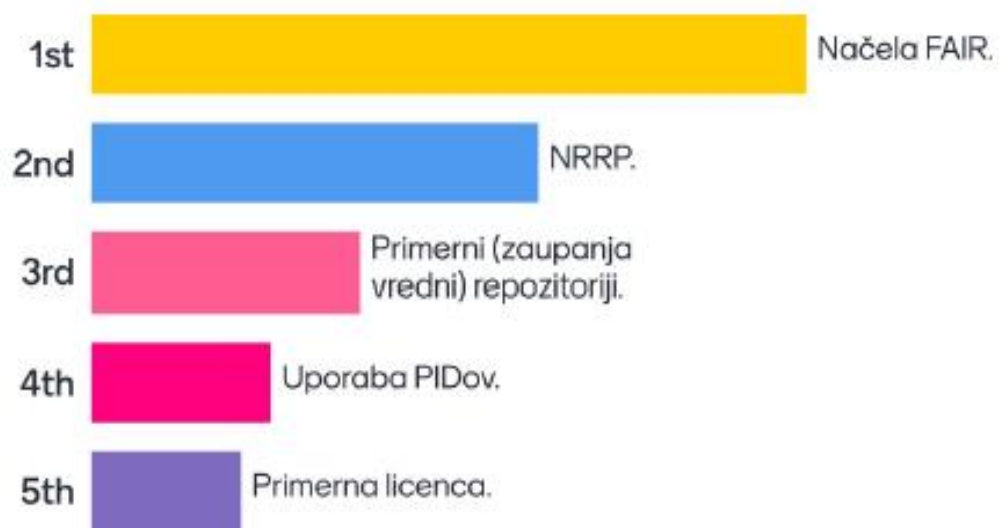 1st
Načela FAIR.
2nd
NRRP.
3rd
Primerni (zaupanja
vredni) repozitoriji.
4th
Uporaba PIDov.
5th
Primerna licenca.